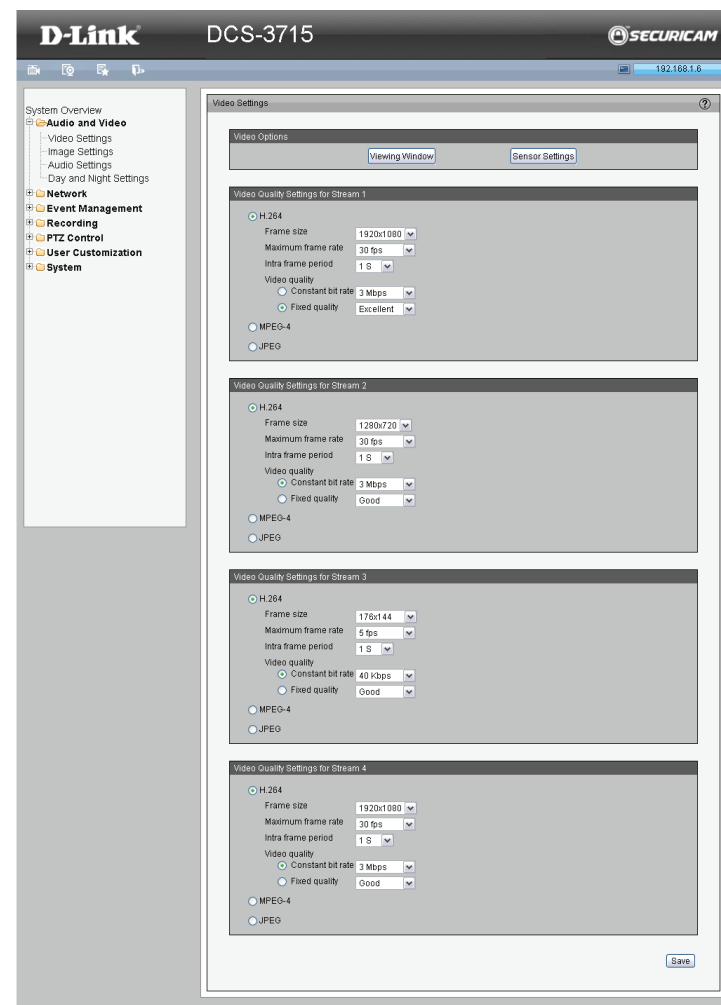 D-Link
DCS-3715
SECURICAM
192.168.1.6
System Overview
Audio and Video
Video Settings
Image Settings
Audio Settings
Day and Night Settings
Network
Event Management
Recording
PTZ Control
User Customization
System
Video Settings
?
Video Options
Viewing Window
Sensor Settings
Video Quality Settings for Stream 1
H.264
Frame size 1920x1080
Maximum frame rate 30 fps
Intra frame period 1 S
Video quality
Constant bit rate 3 Mbps
Fixed quality Excellent
MPEG-4
JPEG
Video Quality Settings for Stream 2
H.264
Frame size 1280x720
Maximum frame rate 30 fps
Intra frame period 1 S
Video quality
Constant bit rate 3 Mbps
Fixed quality Good
MPEG-4
JPEG
Video Quality Settings for Stream 3
H.264
Frame size 176x144
Maximum frame rate 5 fps
Intra frame period 1 S
Video quality
Constant bit rate 40 Kbps
Fixed quality Good
MPEG-4
JPEG
Video Quality Settings for Stream 4
H.264
Frame size 1920x1080
Maximum frame rate 30 fps
Intra frame period 1 S
Video quality
Constant bit rate 3 Mbps
Fixed quality Good
MPEG-4
JPEG
Save